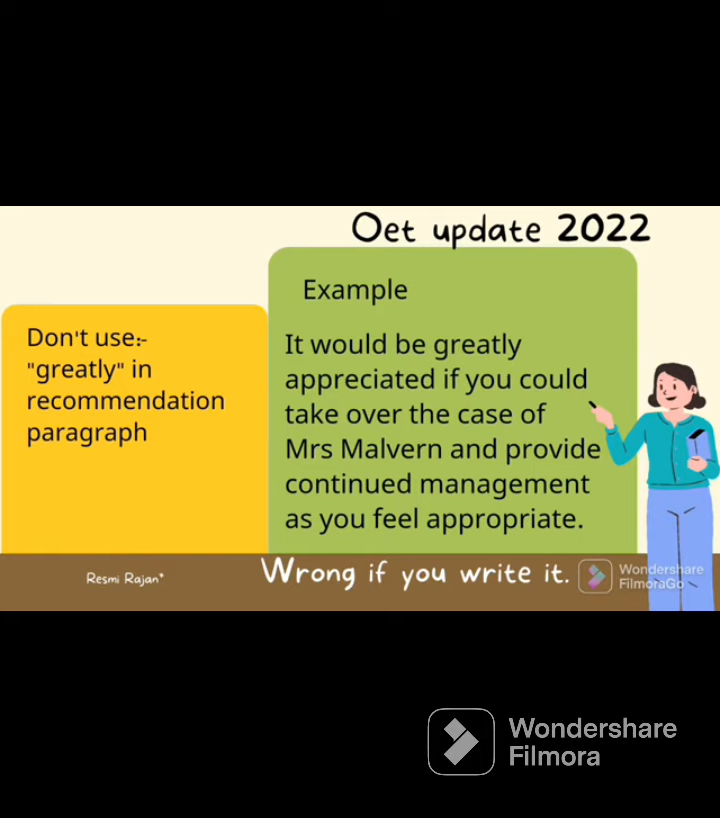 Oet update 2022
Don't use:-
"greatly" in
recommendation
paragraph
Example
It would be greatly
appreciated if you could
take over the case of
Mrs Malvern and provide
continued management
as you feel appropriate.
Resmi Rajan*
Wrong if you write it.
Wondershare
FilmoraGo
Wondershare
Filmora